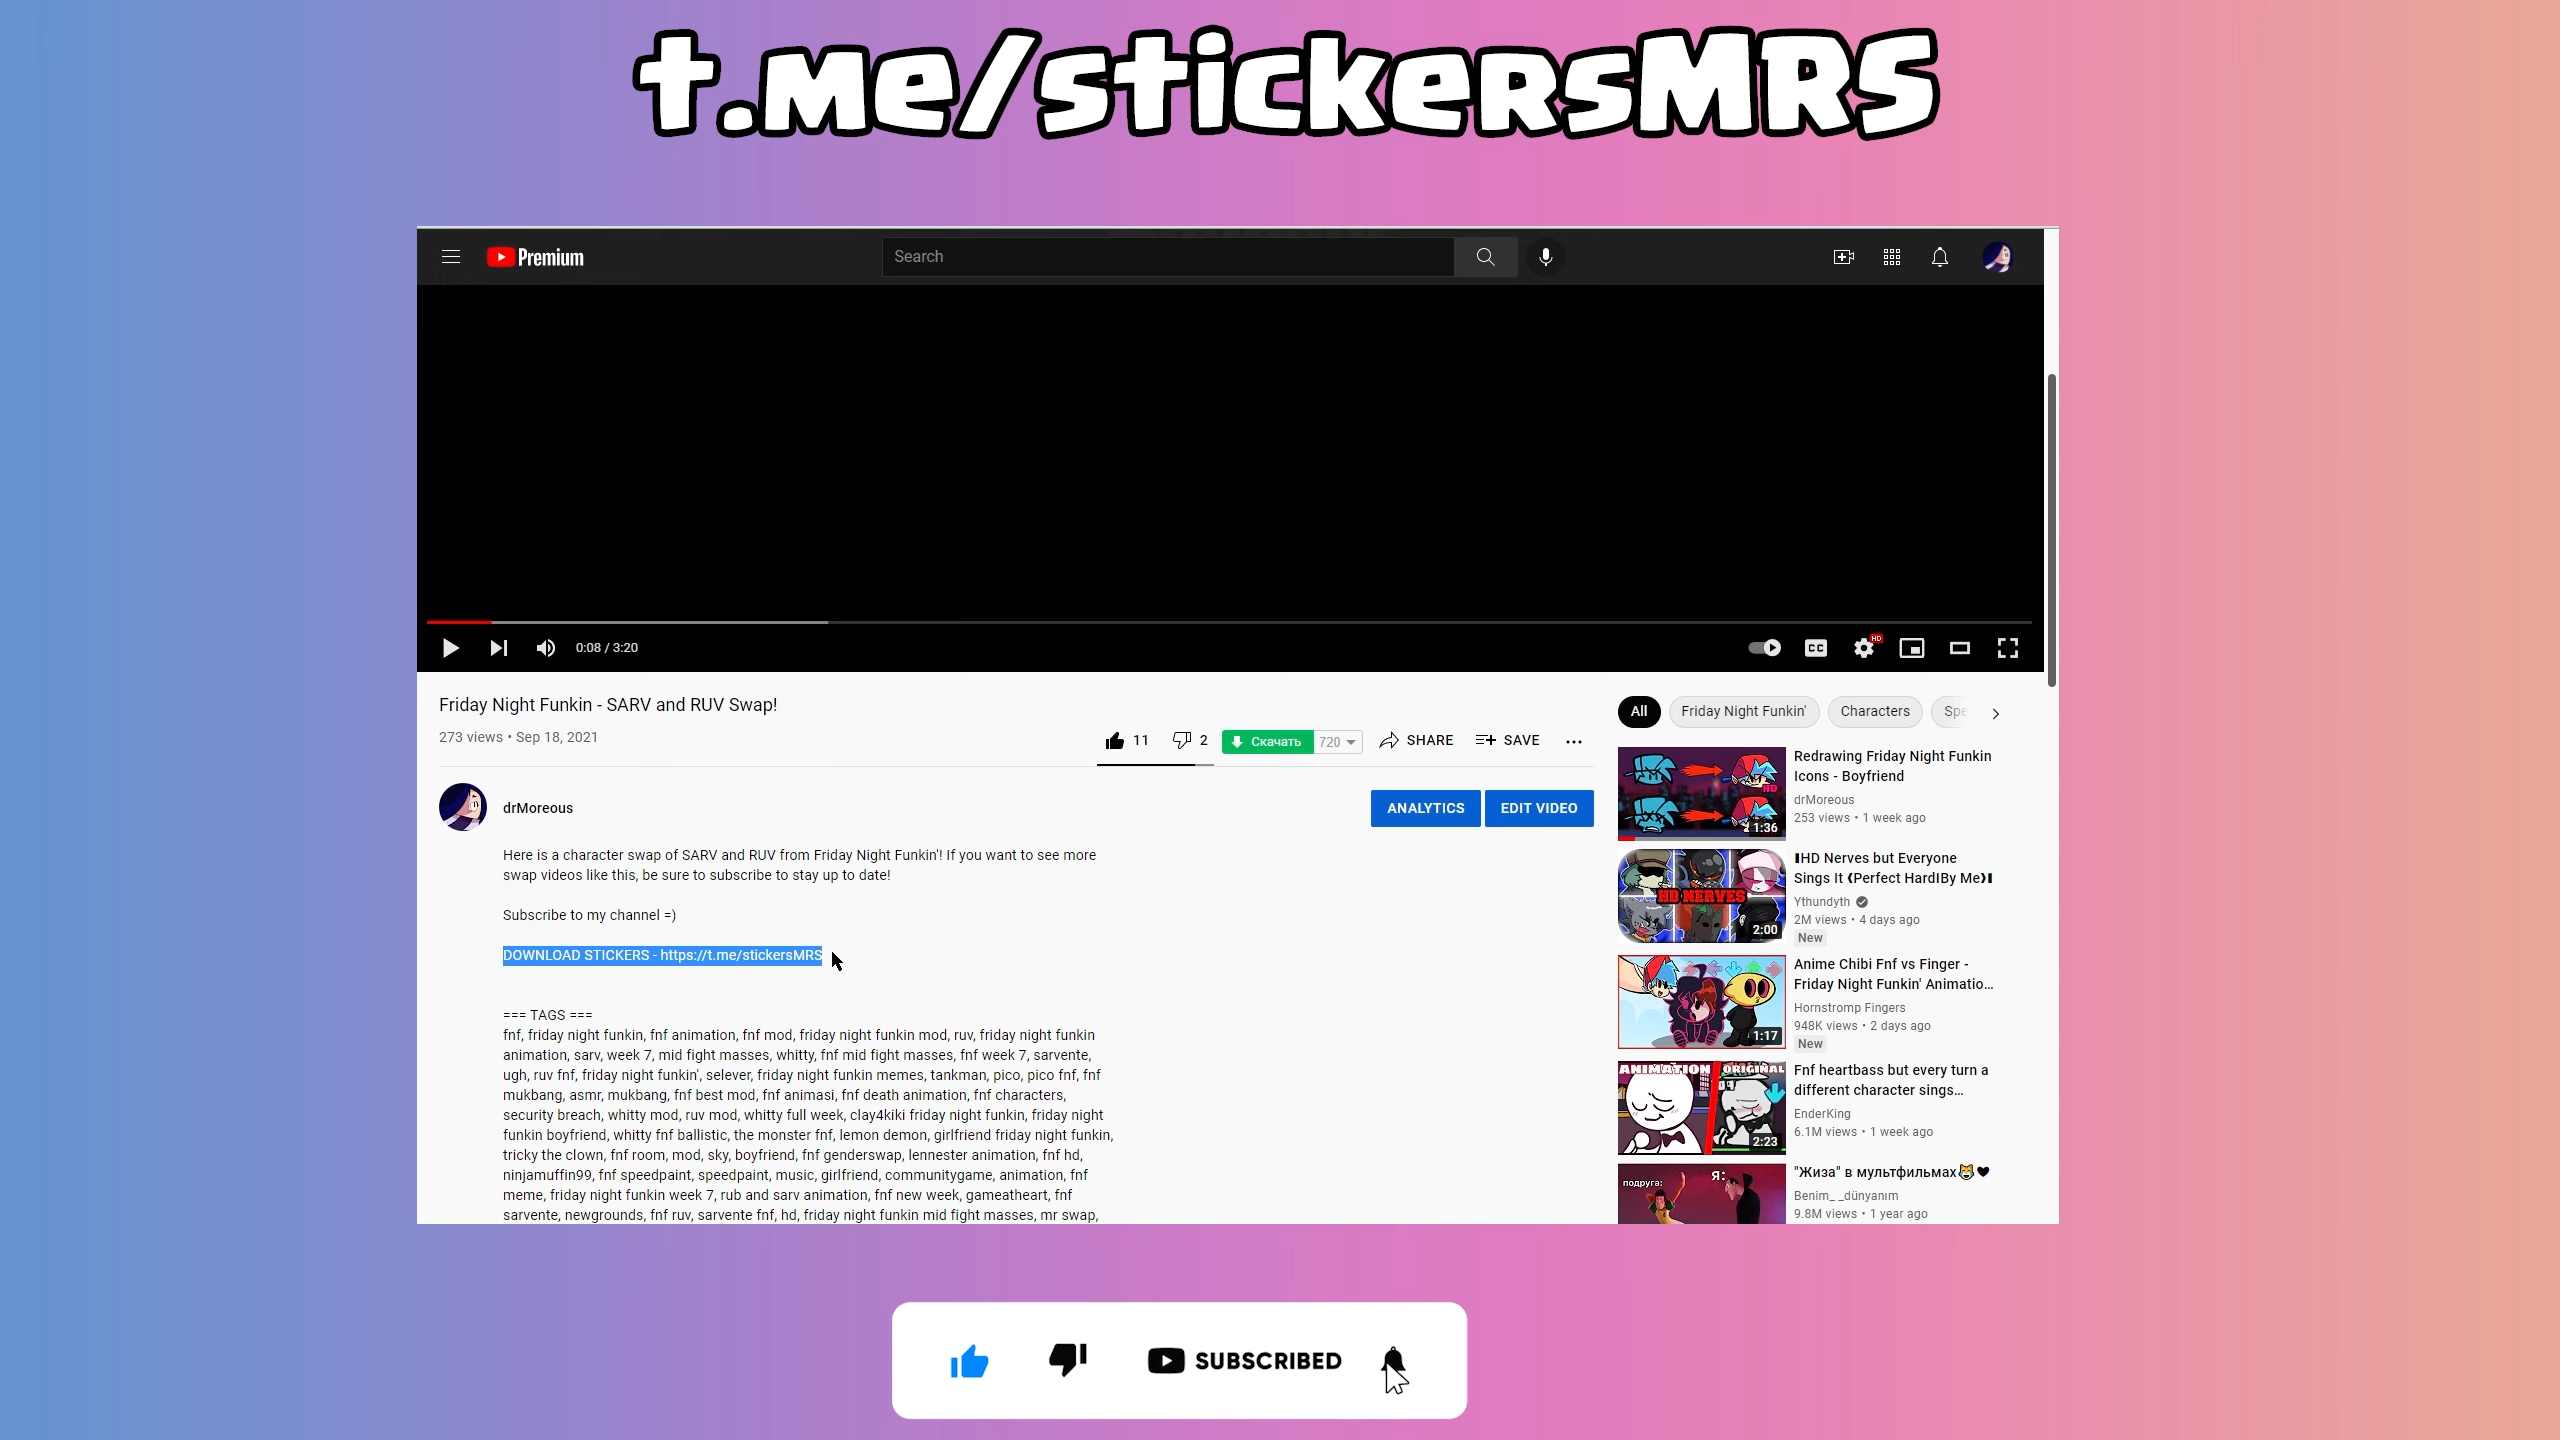 t.me/stickersMRS
Premium
Search
0:08 / 3:20
CC
HD
Friday Night Funkin - SARV and RUV Swap!
273 views • Sep 18, 2021
11
2
Скачать
720
SHARE
SAVE
drMoreous
ANALYTICS
EDIT VIDEO
Here is a character swap of SARV and RUV from Friday Night Funkin'! If you want to see more
swap videos like this, be sure to subscribe to stay up to date!
Subscribe to my channel =)
DOWNLOAD STICKERS - https://t.me/stickersMRS
=== TAGS ===
fnf, friday night funkin, fnf animation, fnf mod, friday night funkin mod, ruv, friday night funkin
animation, sarv, week 7, mid fight masses, whitty, fnf mid fight masses, fnf week 7, sarvente,
ugh, ruv fnf, friday night funkin', selever, friday night funkin memes, tankman, pico, pico fnf, fnf
mukbang, asmr, mukbang, fnf best mod, fnf animasi, fnf death animation, fnf characters,
security breach, whitty mod, ruv mod, whitty full week, clay4kiki friday night funkin, friday night
funkin boyfriend, whitty fnf ballistic, the monster fnf, lemon demon, girlfriend friday night funkin,
tricky the clown, fnf room, mod, sky, boyfriend, fnf genderswap, lennester animation, fnf hd,
ninjamuffin99, fnf speedpaint, speedpaint, music, girlfriend, communitygame, animation, fnf
meme, friday night funkin week 7, rub and sarv animation, fnf new week, gameatheart, fnf
sarvente, newgrounds, fnf ruv, sarvente fnf, hd, friday night funkin mid fight masses, mr swap,
All
Friday Night Funkin'
Characters
Spe
HD
1:36
Redrawing Friday Night Funkin
Icons - Boyfriend
drMoreous
253 views • 1 week ago
HD NERVES
2:00
❚HD Nerves but Everyone
Sings It ❰Perfect Hard❙By Me❱❚
Ythundyth
2M views • 4 days ago
New
1:17
Anime Chibi Fnf vs Finger -
Friday Night Funkin' Animatio...
Hornstromp Fingers
948K views • 2 days ago
New
ANIMATION
ORIGINAL
2:23
Fnf heartbass but every turn a
different character sings...
EnderKing
6.1M views • 1 week ago
подруга:
Я:
"Жиза" в мультфильмах😹🖤
Benim_ _dünyanım
9.8M views • 1 year ago
SUBSCRIBED